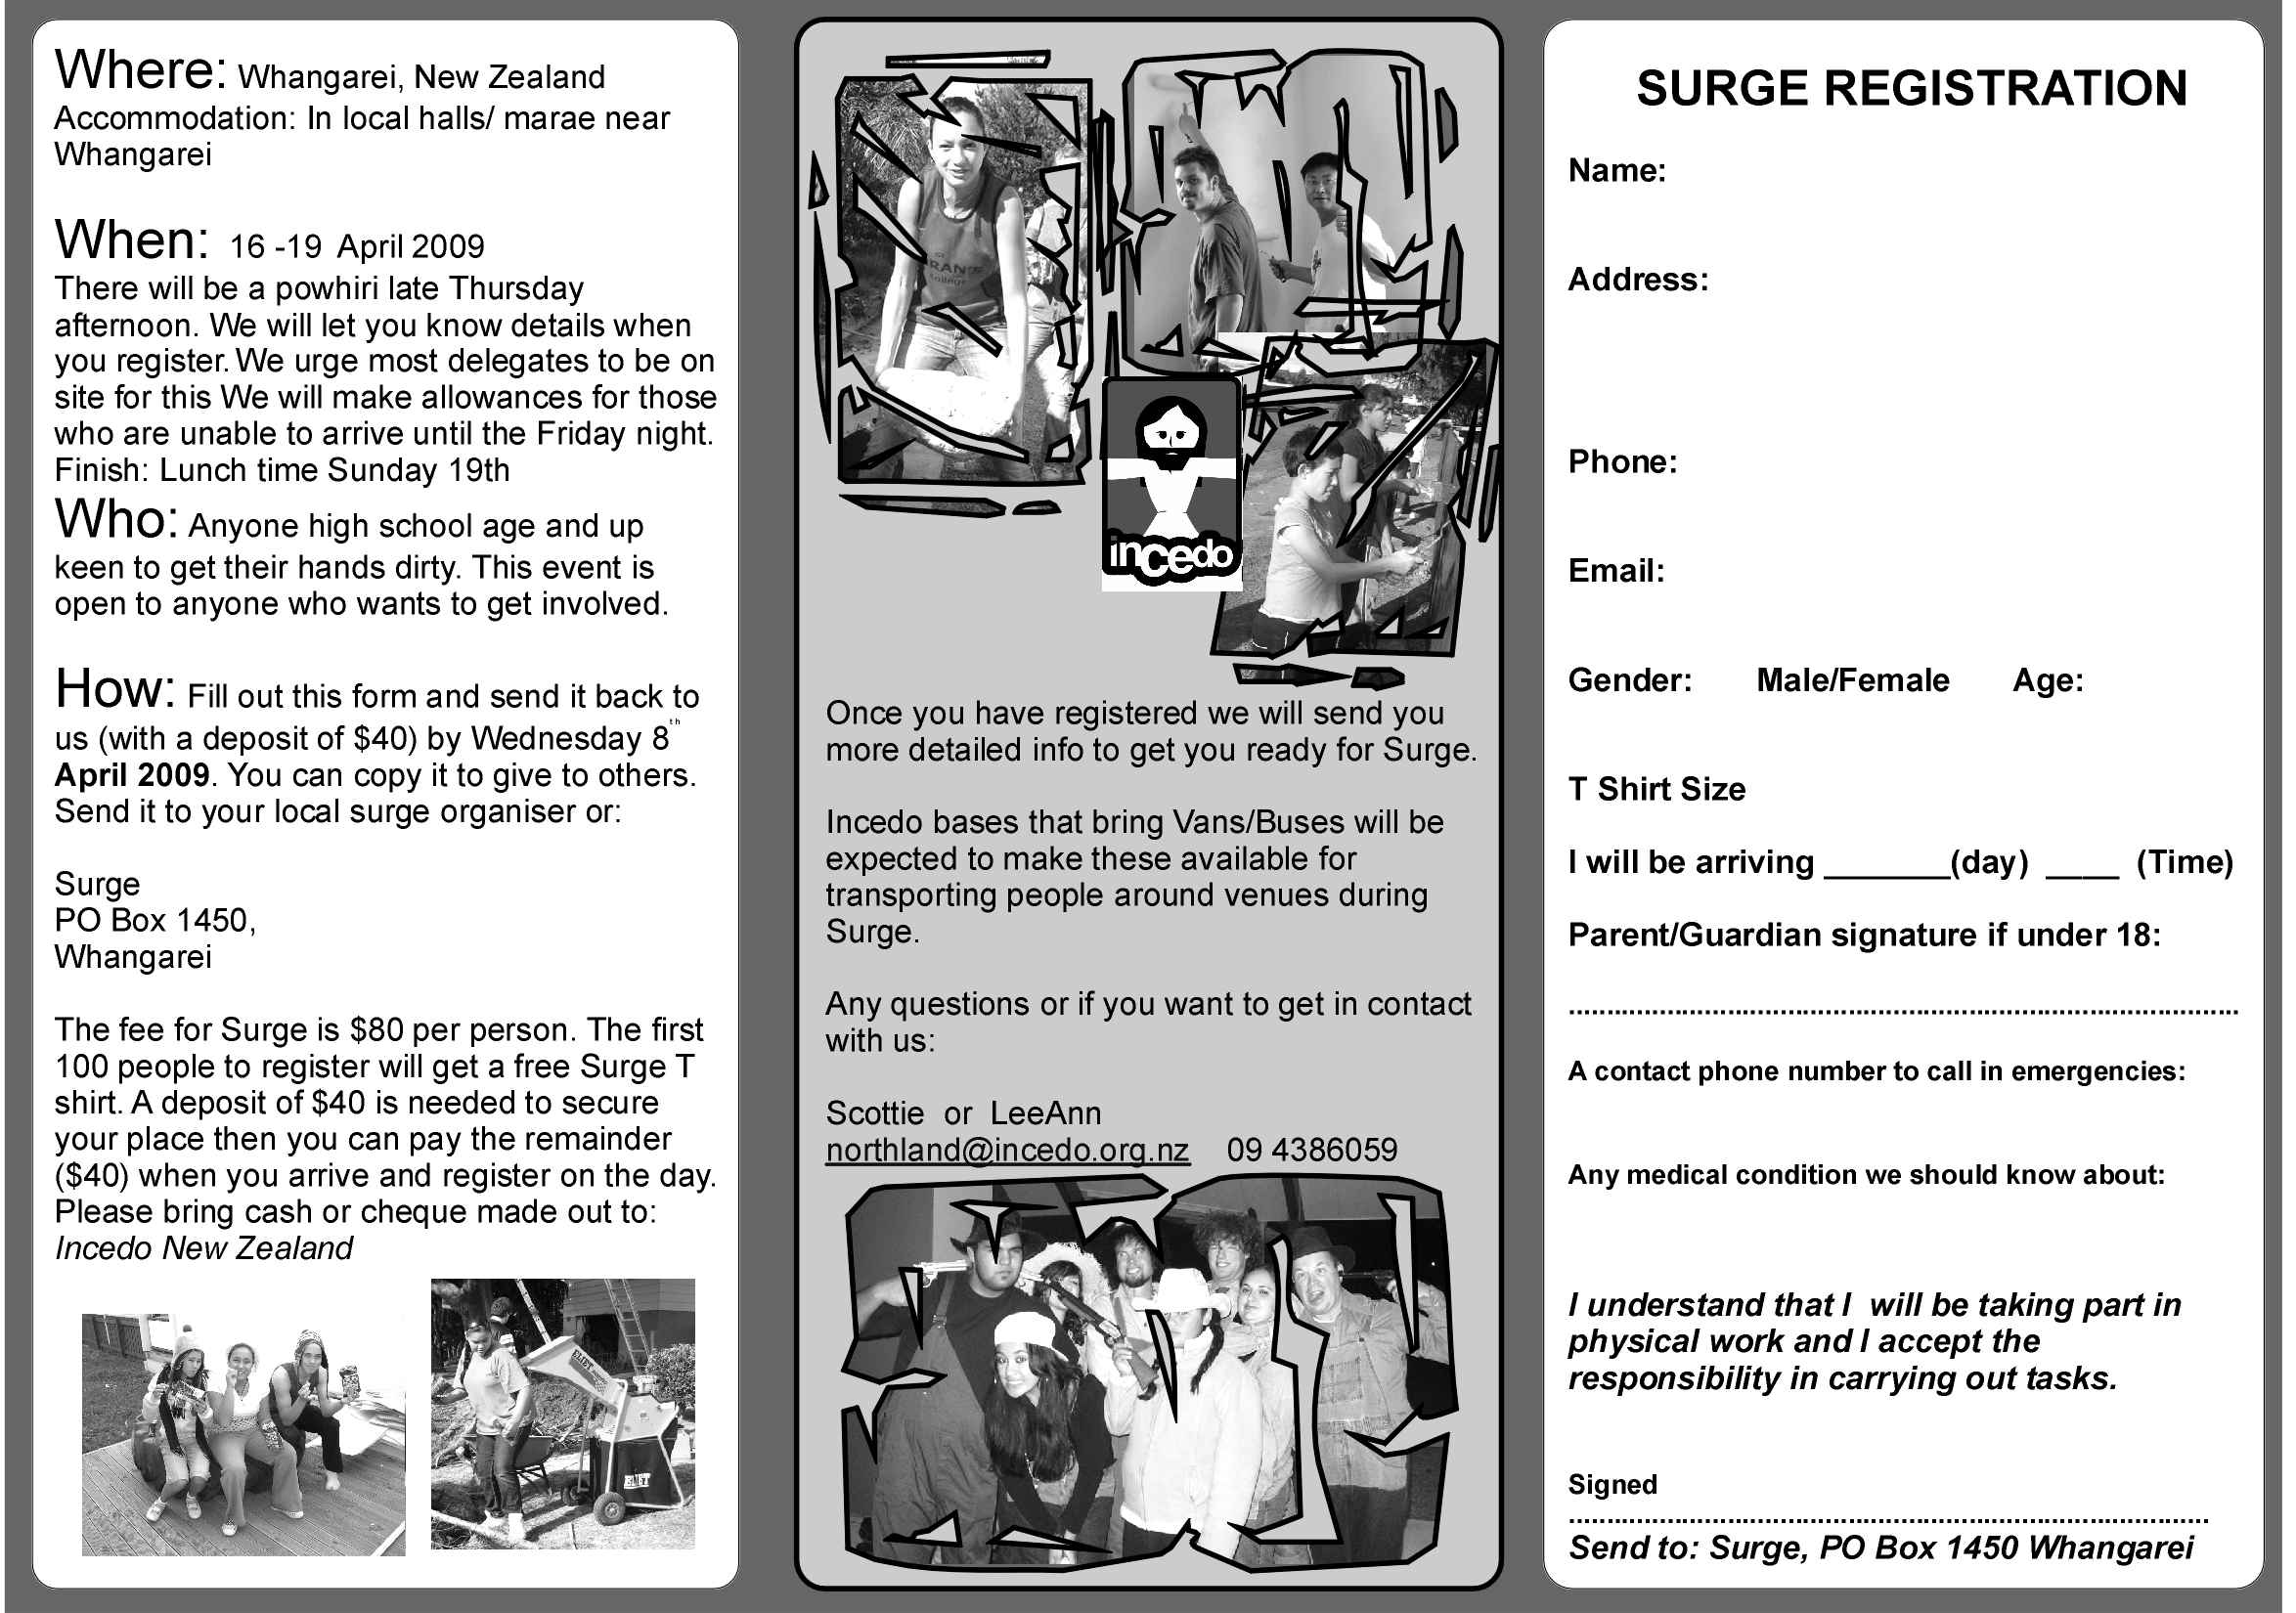 Where: Whangarei, New Zealand
Accommodation: In local halls/ marae near
Whangarei
When: 16 -19 April 2009
There will be a powhiri late Thursday
afternoon. We will let you know details when
you register. We urge most delegates to be on
site for this We will make allowances for those
who are unable to arrive until the Friday night.
Finish: Lunch time Sunday 19th
Who: Anyone high school age and up
keen to get their hands dirty. This event is
open to anyone who wants to get involved.
How: Fill out this form and send it back to
us (with a deposit of $40) by Wednesday 8th
April 2009. You can copy it to give to others.
Send it to your local surge organiser or:
Surge
PO Box 1450,
Whangarei
The fee for Surge is $80 per person. The first
100 people to register will get a free Surge T
shirt. A deposit of $40 is needed to secure
your place then you can pay the remainder
($40) when you arrive and register on the day.
Please bring cash or cheque made out to:
Incedo New Zealand
ELIET
ELIET
incedo
Once you have registered we will send you
more detailed info to get you ready for Surge.
Incedo bases that bring Vans/Buses will be
expected to make these available for
transporting people around venues during
Surge.
Any questions or if you want to get in contact
with us:
Scottie or LeeAnn
northland@incedo.org.nz 09 4386059
SURGE REGISTRATION
Name:
Address:
Phone:
Email:
Gender: Male/Female Age:
T Shirt Size
I will be arriving _______(day) ____ (Time)
Parent/Guardian signature if under 18:
A contact phone number to call in emergencies:
Any medical condition we should know about:
I understand that I will be taking part in
physical work and I accept the
responsibility in carrying out tasks.
Signed
Send to: Surge, PO Box 1450 Whangarei